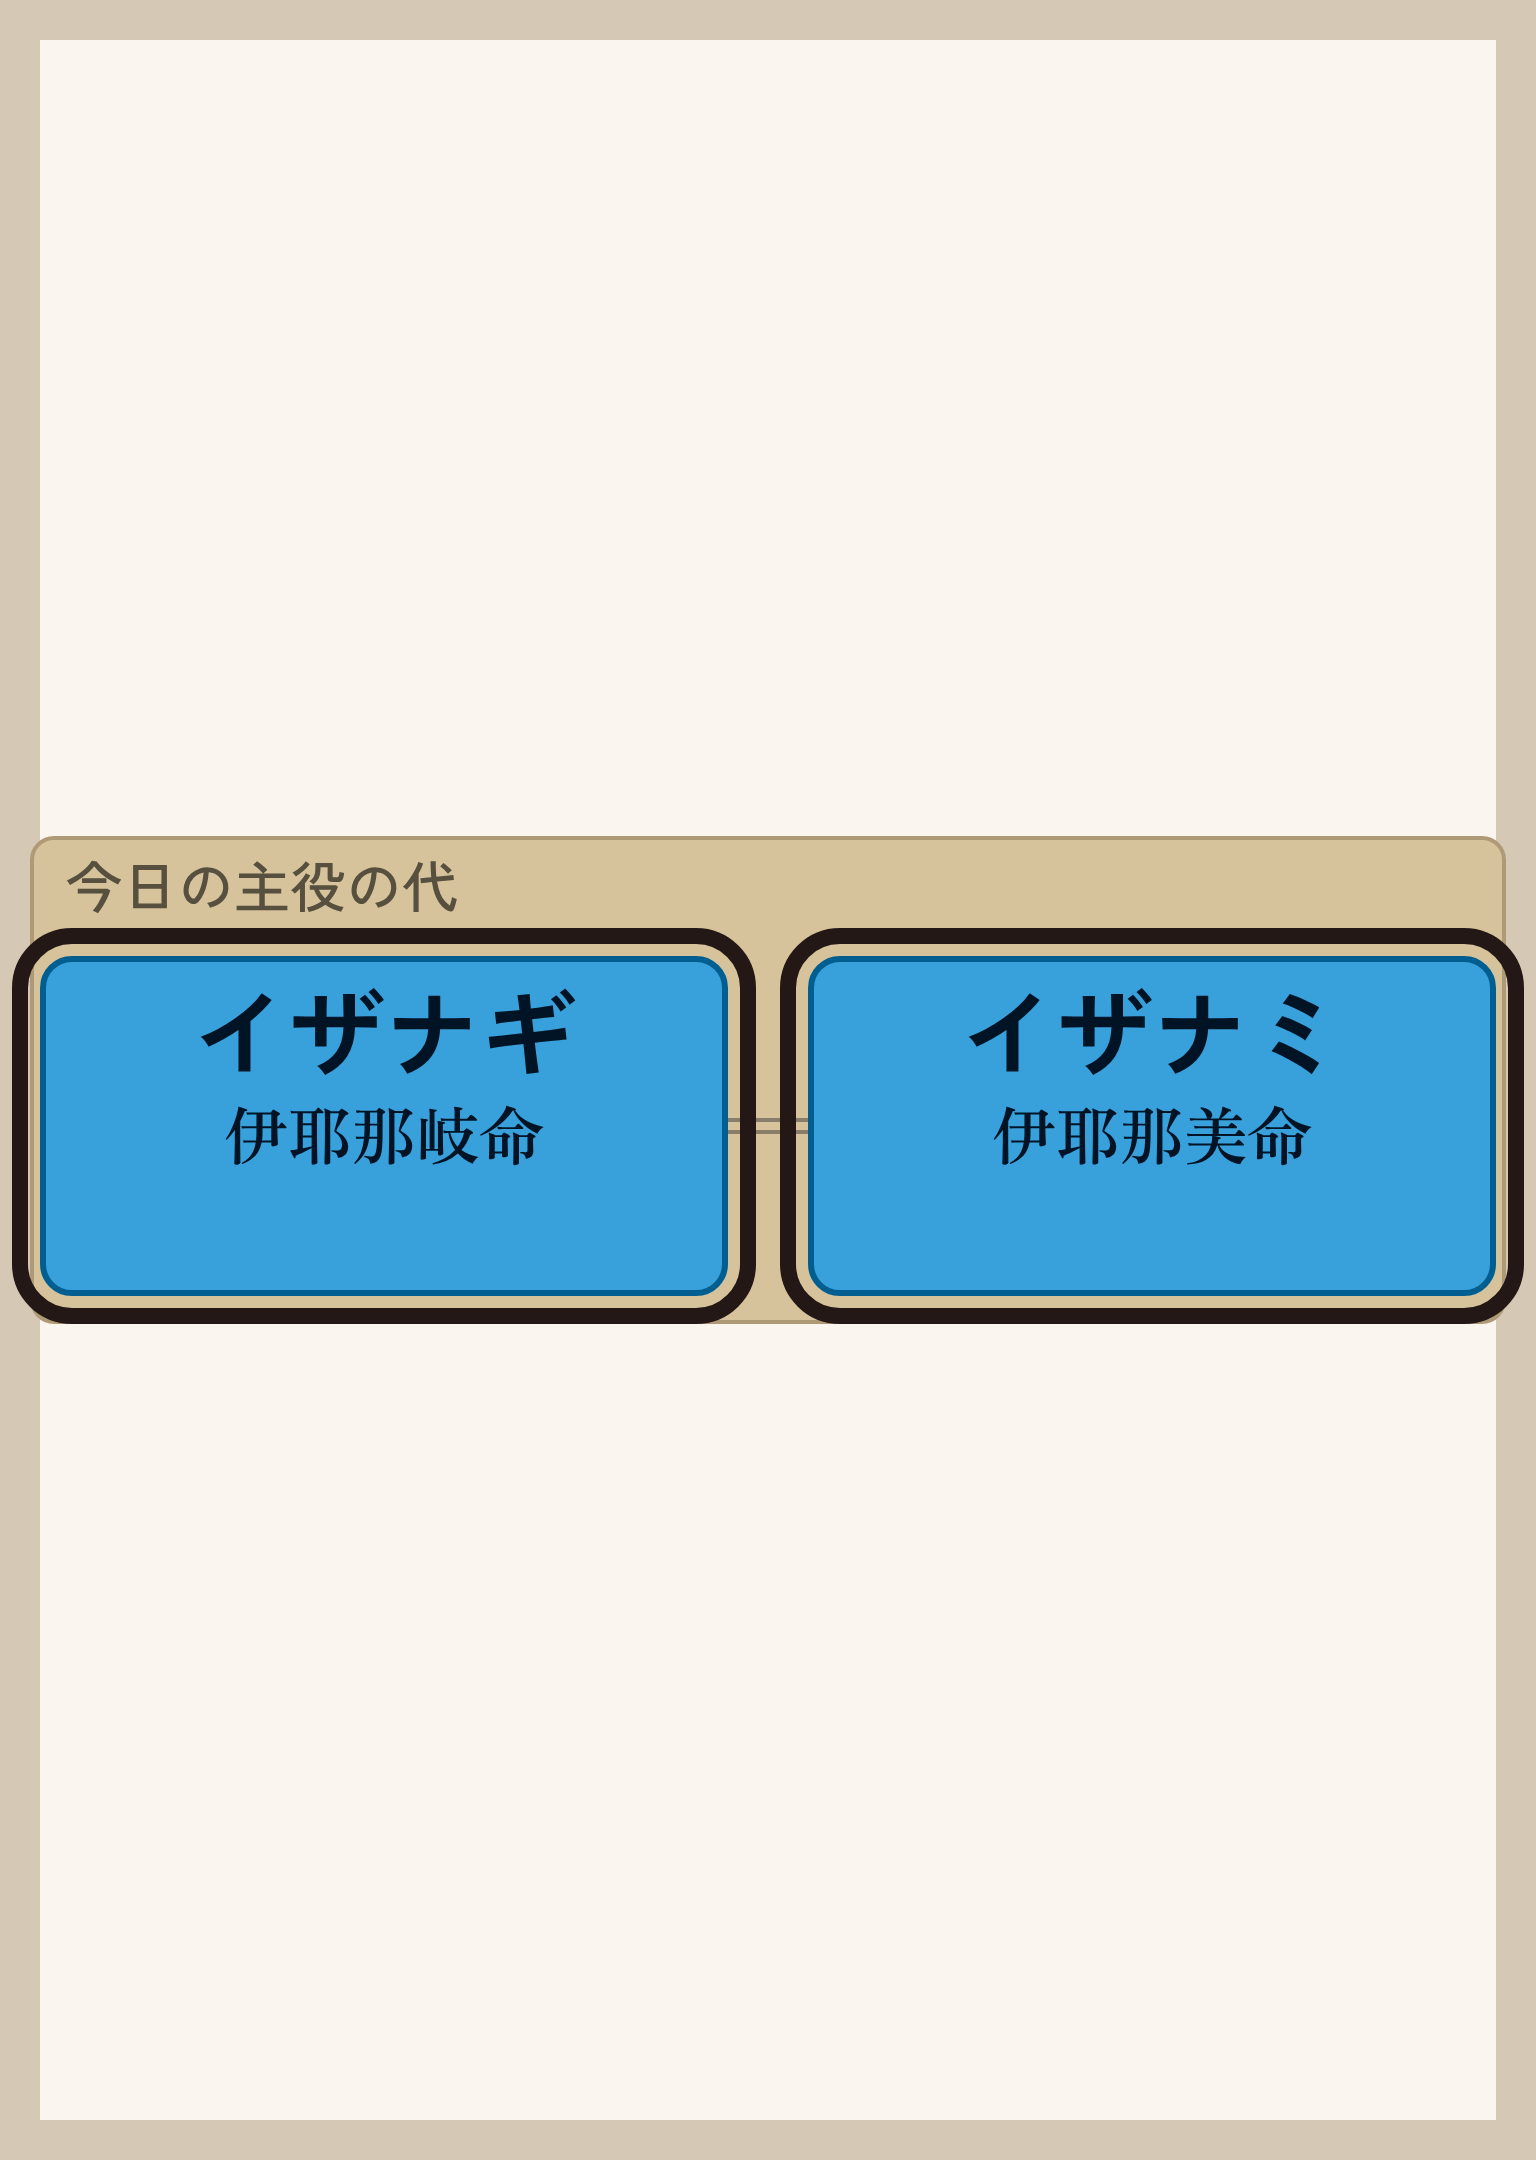 今日の主役の代
イザナギ
伊耶那岐命
イザナミ
伊耶那美命